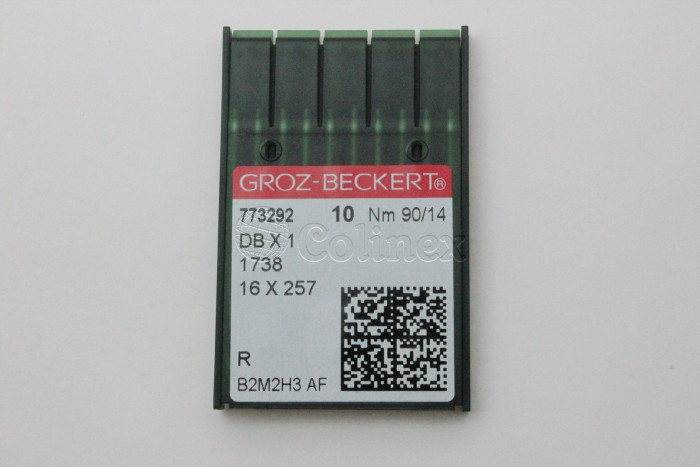 GROZ-BECKERT®
773292 10 Nm 90/14
DB X 1
Colinex
1738
16 X 257
R
B2M2H3 AF